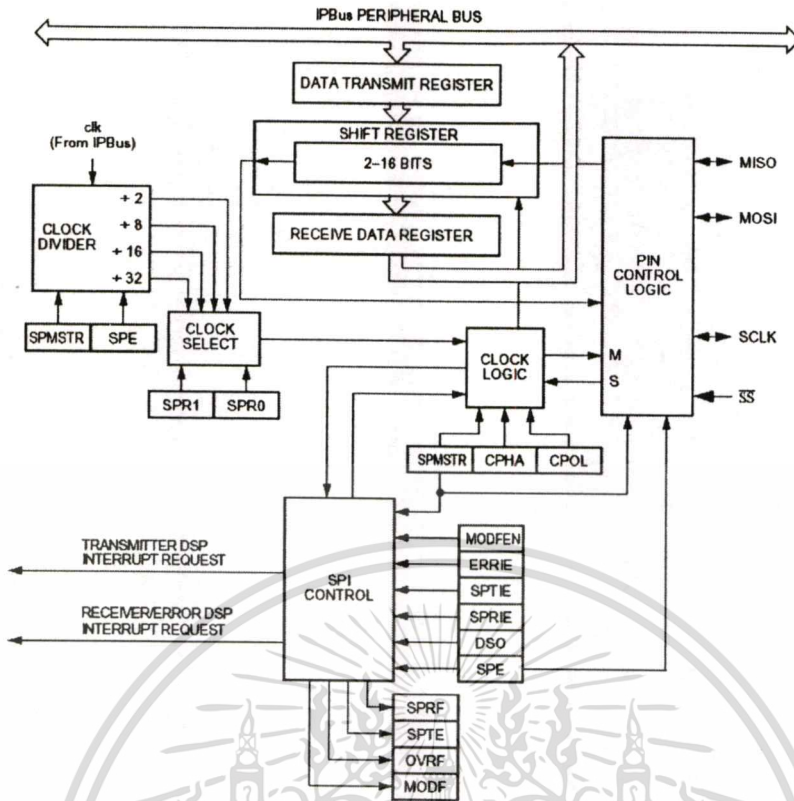 IPBus PERIPHERAL BUS
DATA TRANSMIT REGISTER
SHIFT REGISTER
2–16 BITS
RECEIVE DATA REGISTER
clk
(From IPBus)
CLOCK
DIVIDER
÷ 2
÷ 8
÷ 16
÷ 32
SPMSTR
SPE
CLOCK
SELECT
SPR1
SPR0
CLOCK
LOGIC
M
S
SPMSTR
CPHA
CPOL
PIN
CONTROL
LOGIC
MISO
MOSI
SCLK
SS
TRANSMITTER DSP
INTERRUPT REQUEST
RECEIVER/ERROR DSP
INTERRUPT REQUEST
SPI
CONTROL
MODFEN
ERRIE
SPTIE
SPRIE
DSO
SPE
SPRF
SPTE
OVRF
MODF